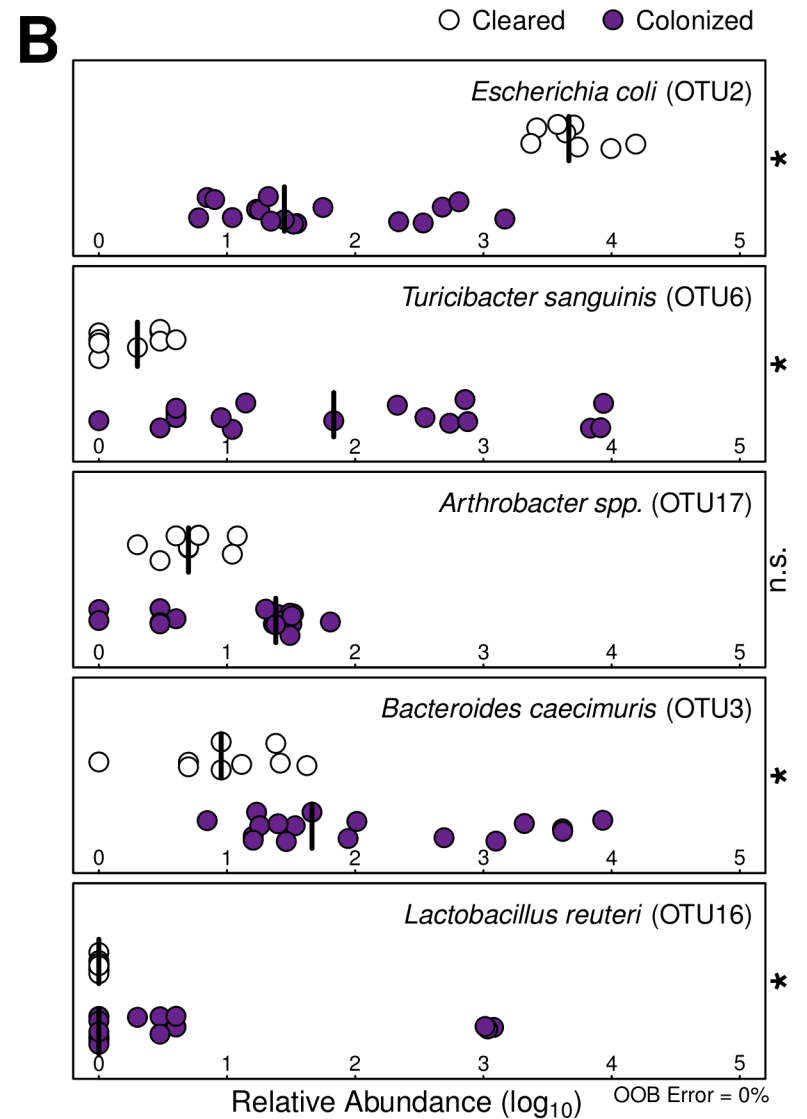 B
Cleared Colonized
Escherichia coli (OTU2)
*
0 1 2 3 4 5
Turicibacter sanguinis (OTU6)
*
0 1 2 3 4 5
Arthrobacter spp. (OTU17)
n.s.
0 1 2 3 4 5
Bacteroides caecimuris (OTU3)
*
0 1 2 3 4 5
Lactobacillus reuteri (OTU16)
*
0 1 2 3 4 5
Relative Abundance (log₁₀) OOB Error = 0%